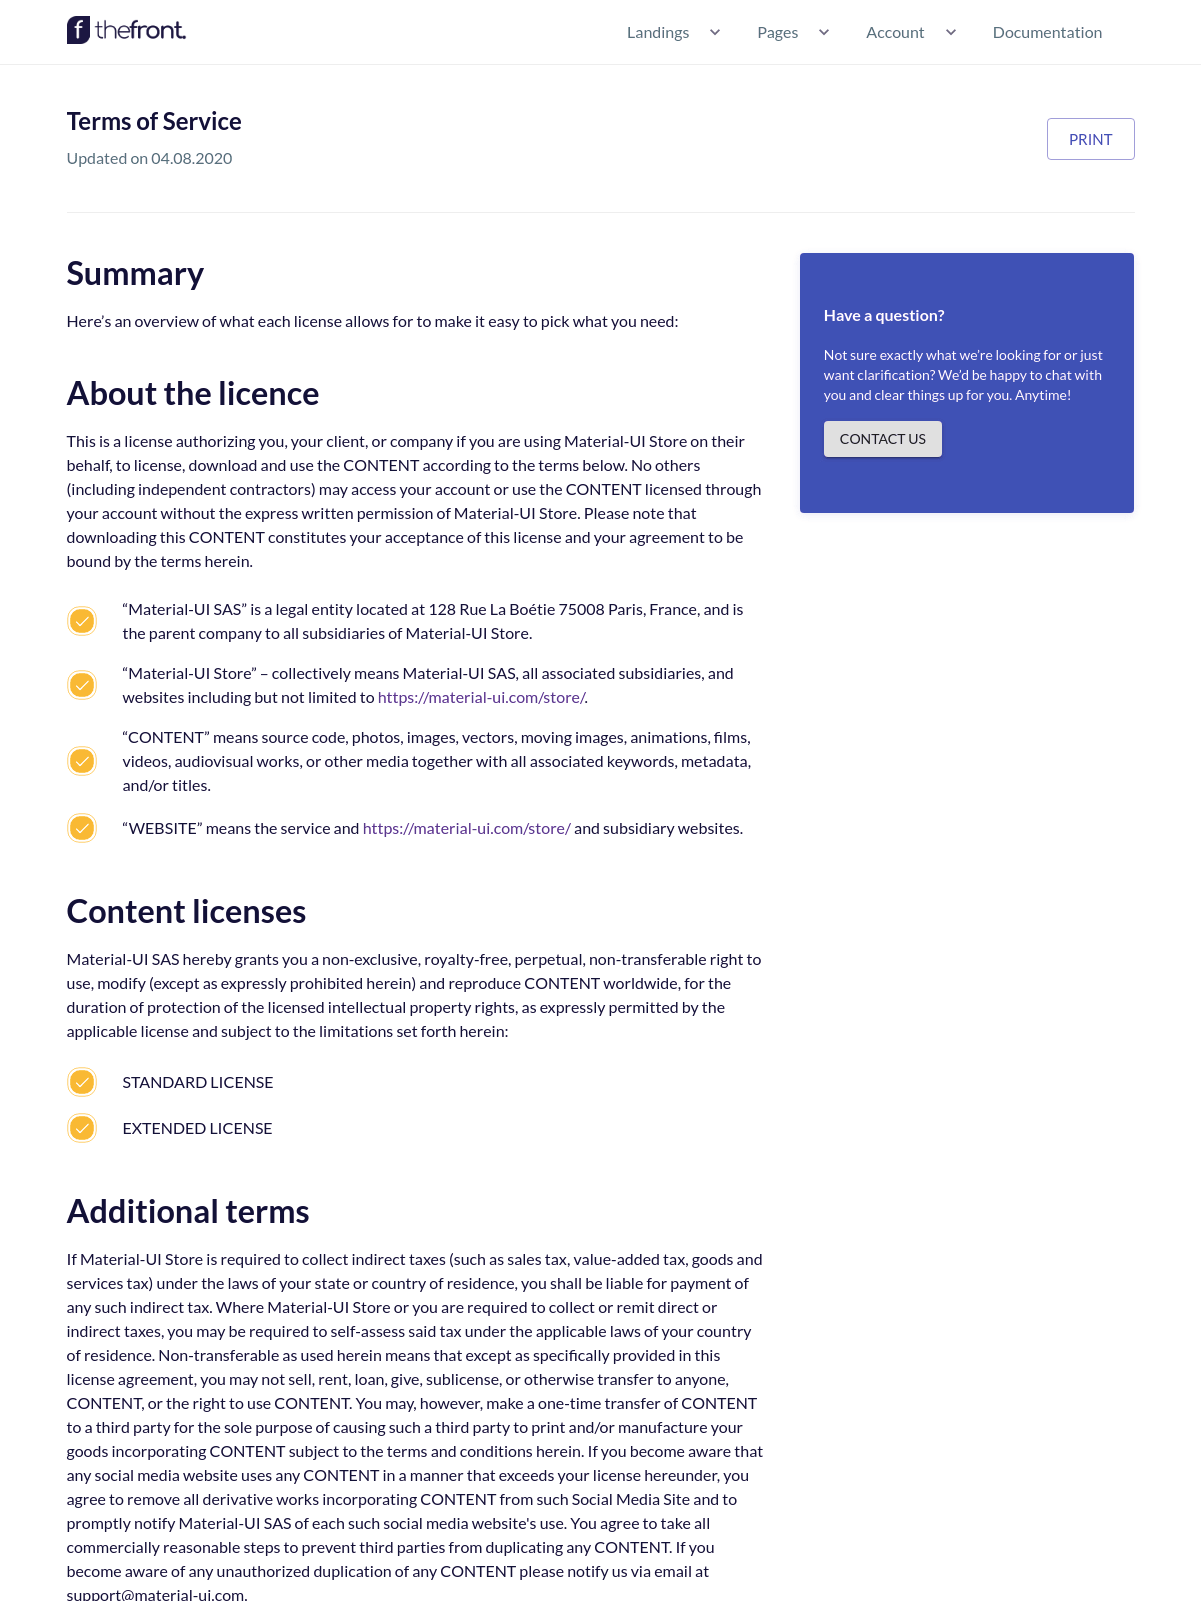 f thefront.
Landings
Pages
Account
Documentation
Terms of Service
Updated on 04.08.2020
PRINT
Summary
Here’s an overview of what each license allows for to make it easy to pick what you need:
About the licence
This is a license authorizing you, your client, or company if you are using Material-UI Store on their
behalf, to license, download and use the CONTENT according to the terms below. No others
(including independent contractors) may access your account or use the CONTENT licensed through
your account without the express written permission of Material-UI Store. Please note that
downloading this CONTENT constitutes your acceptance of this license and your agreement to be
bound by the terms herein.
“Material-UI SAS” is a legal entity located at 128 Rue La Boétie 75008 Paris, France, and is
the parent company to all subsidiaries of Material-UI Store.
“Material-UI Store” – collectively means Material-UI SAS, all associated subsidiaries, and
websites including but not limited to https://material-ui.com/store/.
“CONTENT” means source code, photos, images, vectors, moving images, animations, films,
videos, audiovisual works, or other media together with all associated keywords, metadata,
and/or titles.
“WEBSITE” means the service and https://material-ui.com/store/ and subsidiary websites.
Content licenses
Material-UI SAS hereby grants you a non-exclusive, royalty-free, perpetual, non-transferable right to
use, modify (except as expressly prohibited herein) and reproduce CONTENT worldwide, for the
duration of protection of the licensed intellectual property rights, as expressly permitted by the
applicable license and subject to the limitations set forth herein:
STANDARD LICENSE
EXTENDED LICENSE
Additional terms
If Material-UI Store is required to collect indirect taxes (such as sales tax, value-added tax, goods and
services tax) under the laws of your state or country of residence, you shall be liable for payment of
any such indirect tax. Where Material-UI Store or you are required to collect or remit direct or
indirect taxes, you may be required to self-assess said tax under the applicable laws of your country
of residence. Non-transferable as used herein means that except as specifically provided in this
license agreement, you may not sell, rent, loan, give, sublicense, or otherwise transfer to anyone,
CONTENT, or the right to use CONTENT. You may, however, make a one-time transfer of CONTENT
to a third party for the sole purpose of causing such a third party to print and/or manufacture your
goods incorporating CONTENT subject to the terms and conditions herein. If you become aware that
any social media website uses any CONTENT in a manner that exceeds your license hereunder, you
agree to remove all derivative works incorporating CONTENT from such Social Media Site and to
promptly notify Material-UI SAS of each such social media website's use. You agree to take all
commercially reasonable steps to prevent third parties from duplicating any CONTENT. If you
become aware of any unauthorized duplication of any CONTENT please notify us via email at
support@material-ui.com.
Have a question?
Not sure exactly what we’re looking for or just
want clarification? We’d be happy to chat with
you and clear things up for you. Anytime!
CONTACT US